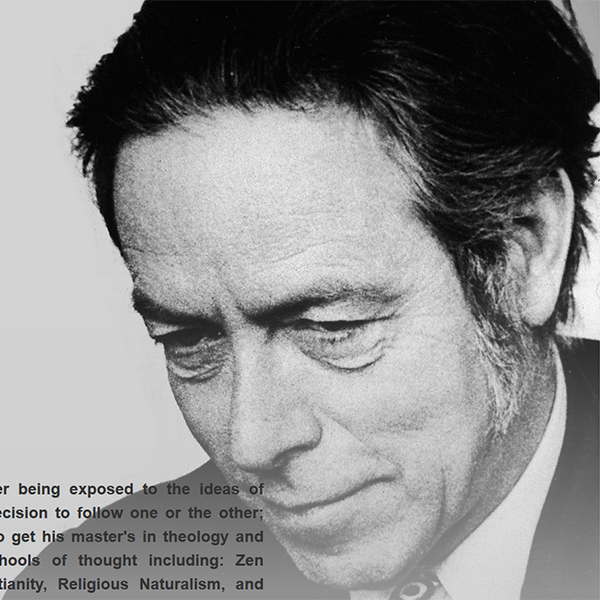 er being exposed to the ideas of
ecision to follow one or the other;
o get his master's in theology and
hools of thought including: Zen
tianity, Religious Naturalism, and